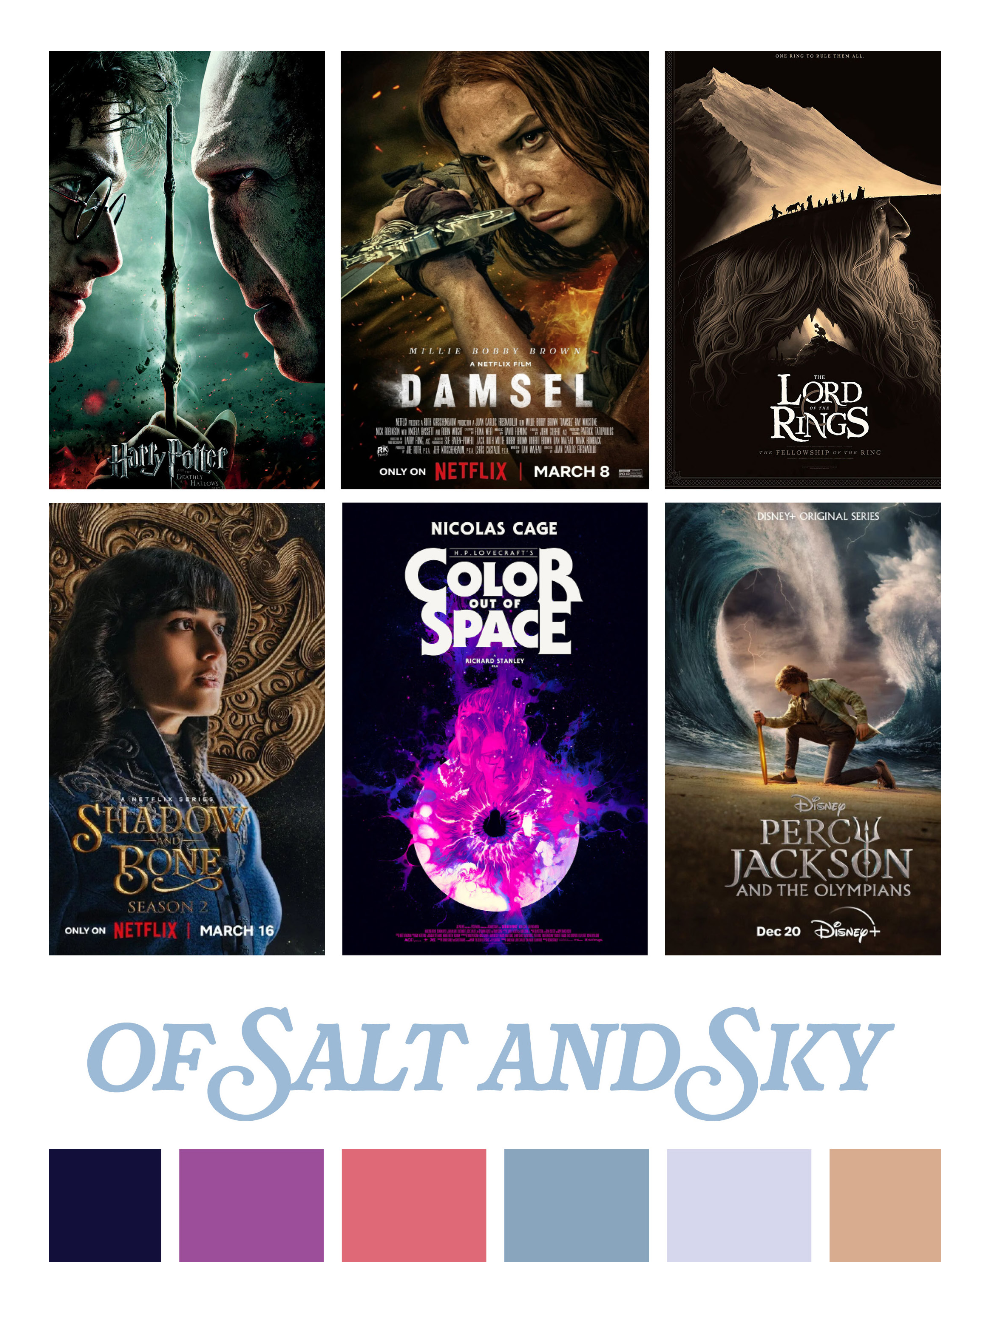 Harry Potter
DEATHLY
HALLOWS
MILLIE BOBBY BROWN
A NETFLIX FILM
DAMSEL
ONLY ON NETFLIX | MARCH 8
ONE RING TO RULE THEM ALL.
THE
LORD
OF THE
RINGS
THE FELLOWSHIP OF THE RING
A NETFLIX SERIES
SHADOW
AND
BONE
SEASON 2
ONLY ON NETFLIX | MARCH 16
NICOLAS CAGE
H.P. LOVECRAFT'S
COLOR
OUT OF
SPACE
RICHARD STANLEY
DISNEY+ ORIGINAL SERIES
Disney
PERCY
JACKSON
AND THE OLYMPIANS
Dec 20 Disney+
OF SALT AND SKY